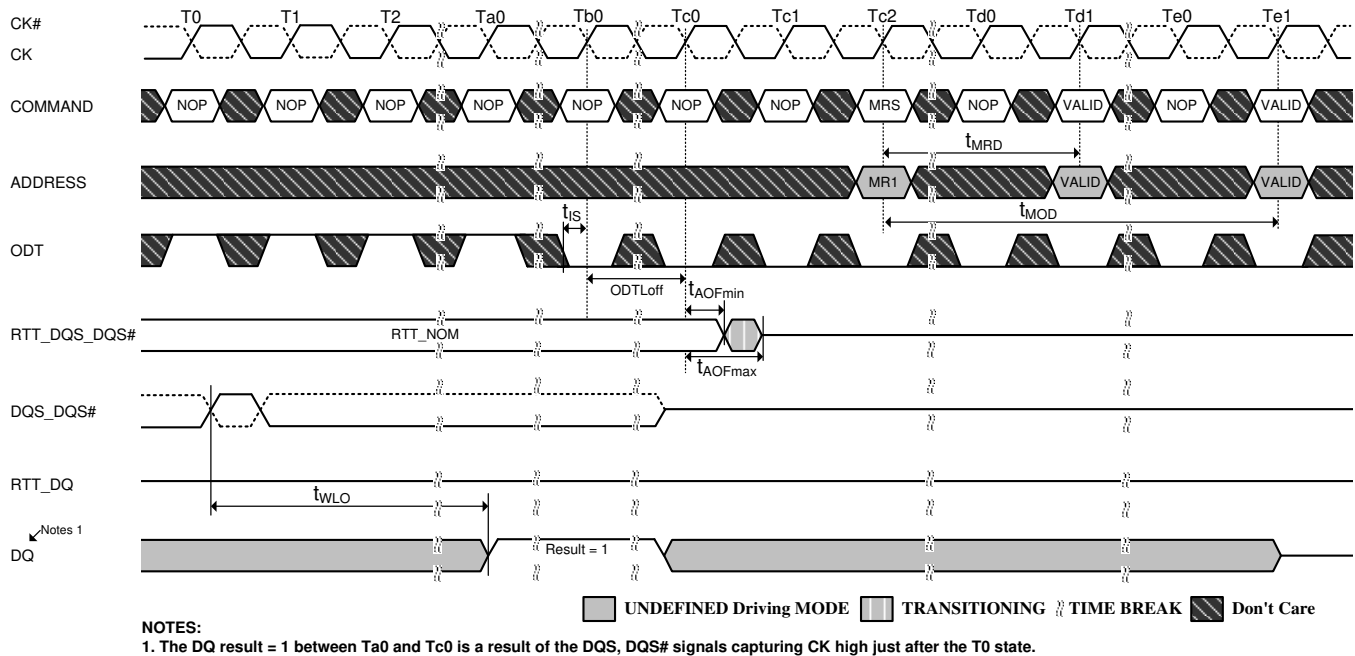 CK#
CK
T0 T1 T2 Ta0 Tb0 Tc0 Tc1 Tc2 Td0 Td1 Te0 Te1
COMMAND NOP NOP NOP NOP NOP NOP NOP MRS NOP VALID NOP VALID
tMRD
ADDRESS MR1 VALID VALID
tIS tMOD
ODT
ODTLoff tAOFmin
RTT_DQS_DQS# RTT_NOM
tAOFmax
DQS_DQS#
RTT_DQ
tWLO
Notes 1
DQ Result = 1
UNDEFINED Driving MODE TRANSITIONING TIME BREAK Don't Care
NOTES:
1. The DQ result = 1 between Ta0 and Tc0 is a result of the DQS, DQS# signals capturing CK high just after the T0 state.